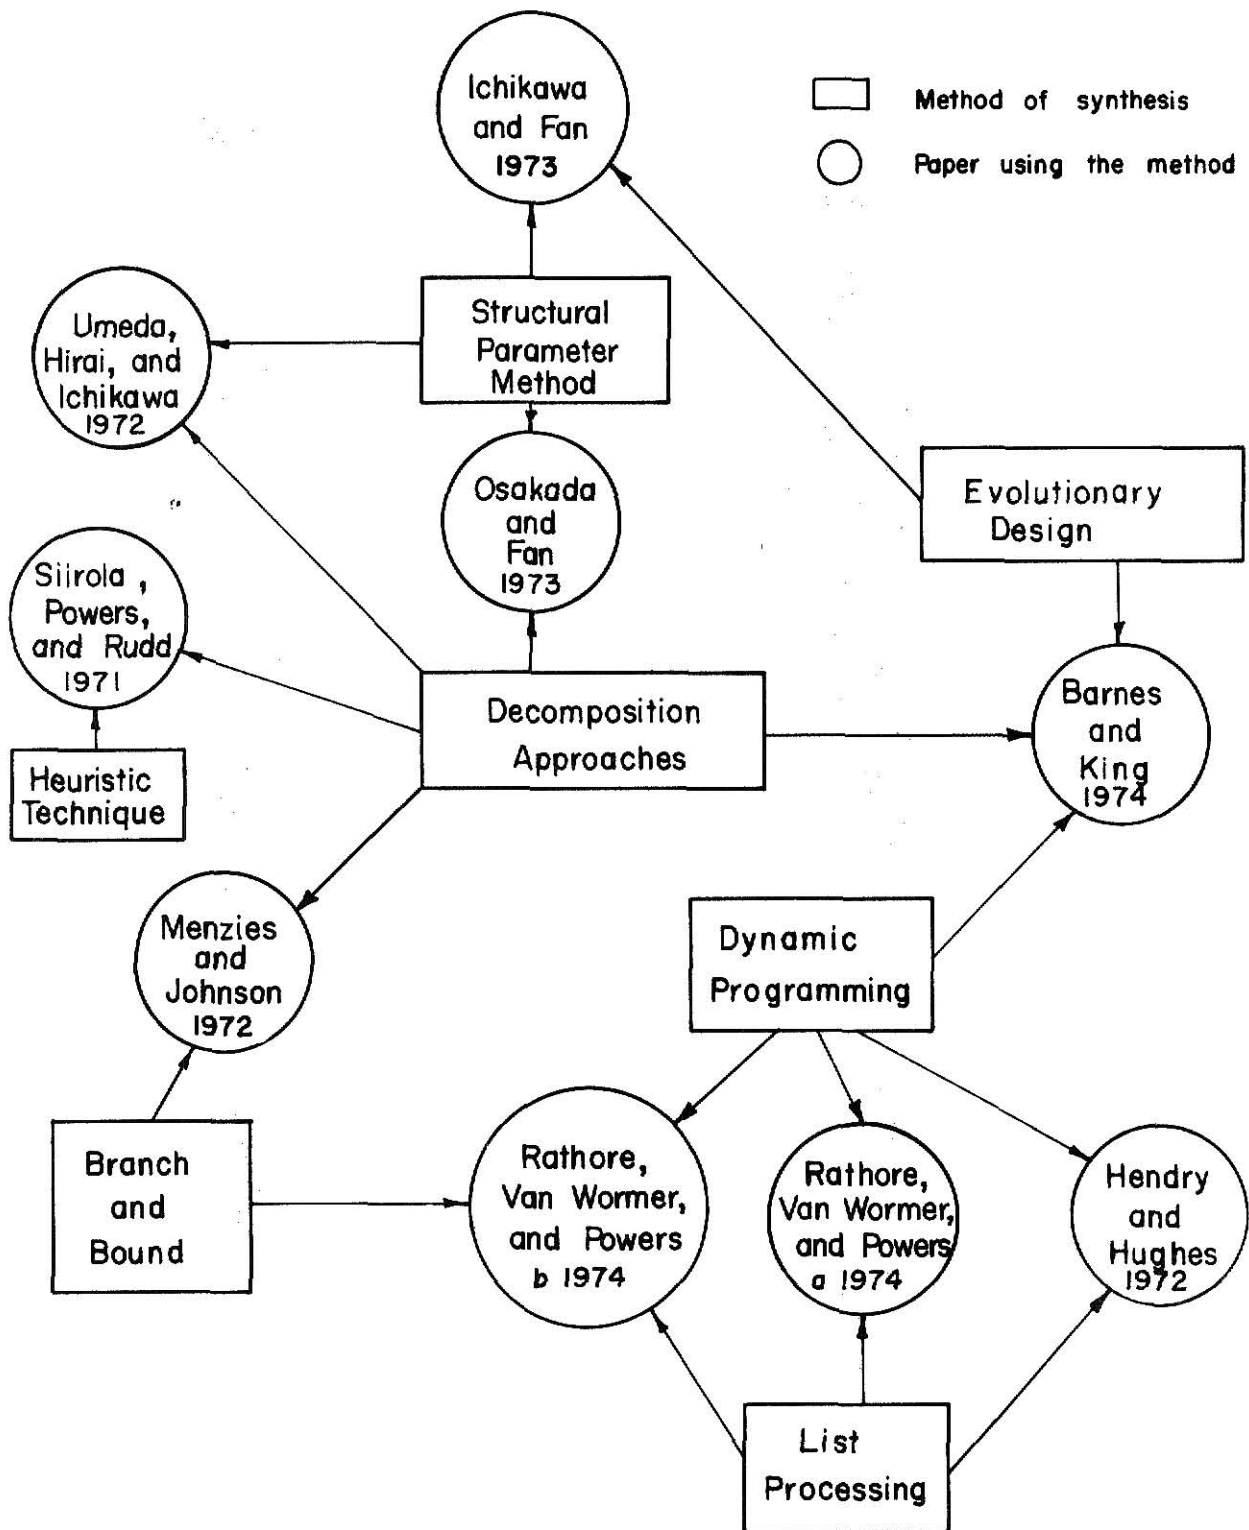 Ichikawa
and Fan
1973
Method of synthesis
Paper using the method
Structural
Parameter
Method
Umeda,
Hirai, and
Ichikawa
1972
Evolutionary
Design
Osakada
and
Fan
1973
Siirola,
Powers,
and Rudd
1971
Decomposition
Approaches
Barnes
and
King
1974
Heuristic
Technique
Menzies
and
Johnson
1972
Dynamic
Programming
Branch
and
Bound
Rathore,
Van Wormer,
and Powers
b 1974
Rathore,
Van Wormer,
and Powers
a 1974
Hendry
and
Hughes
1972
List
Processing